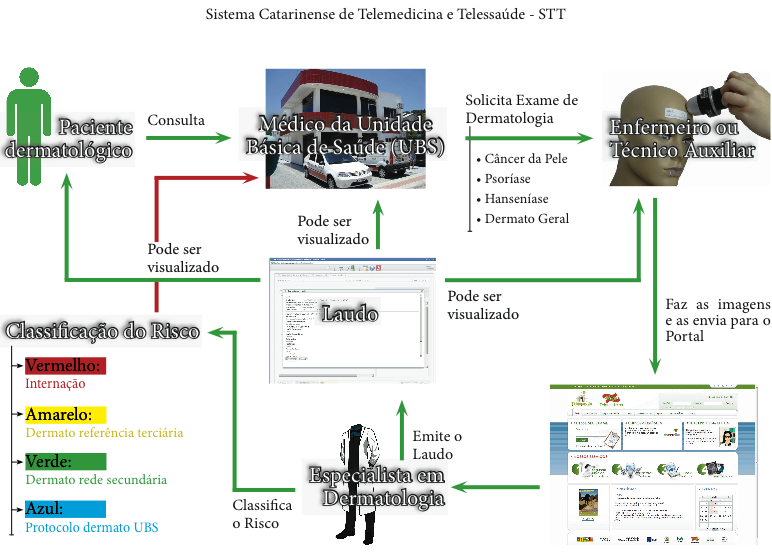 Sistema Catarinense de Telemedicina e Telessaúde - STT
Paciente
dermatológico
Consulta
Médico da Unidade
Básica de Saúde (UBS)
Solicita Exame de
Dermatologia
• Câncer da Pele
• Psoríase
• Hanseníase
• Dermato Geral
Enfermeiro ou
Técnico Auxiliar
Pode ser
visualizado
Pode ser
visualizado
Laudo
Pode ser
visualizado
Faz as imagens
e as envia para o
Portal
Classificação do Risco
Vermelho:
Internação
Amarelo:
Dermato referência terciária
Verde:
Dermato rede secundária
Azul:
Protocolo dermato UBS
Emite o
Laudo
Especialista em
Dermatologia
Classifica
o Risco